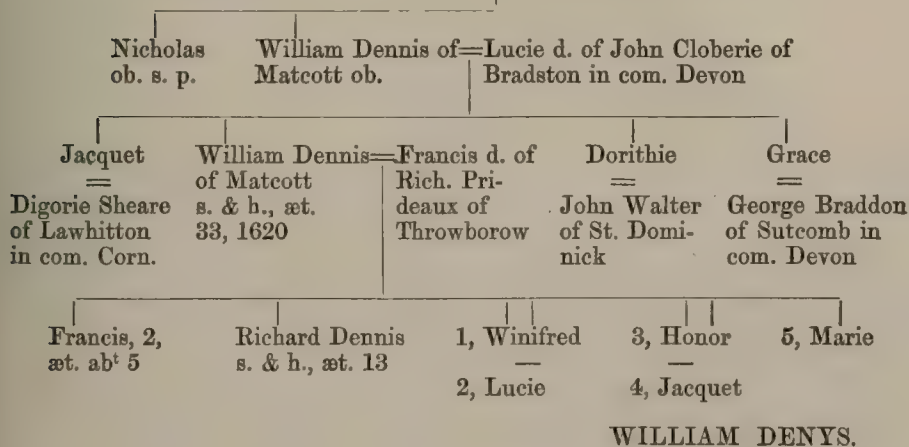 Nicholas William Dennis of=Lucie d. of John Cloberie of
ob. s. p. Matcott ob. Bradston in com. Devon
Jacquet William Dennis=Francis d. of Dorithie Grace
= of Matcott Rich. Pri- = =
Digorie Sheare s. & h., æt. deaux of John Walter George Braddon
of Lawhitton 33, 1620 Throwborow of St. Domi- of Sutcomb in
in com. Corn. nick com. Devon
Francis, 2, Richard Dennis 1, Winifred 3, Honor 5, Marie
æt. abᵗ 5 s. & h., æt. 13 — —
2, Lucie 4, Jacquet
WILLIAM DENYS.